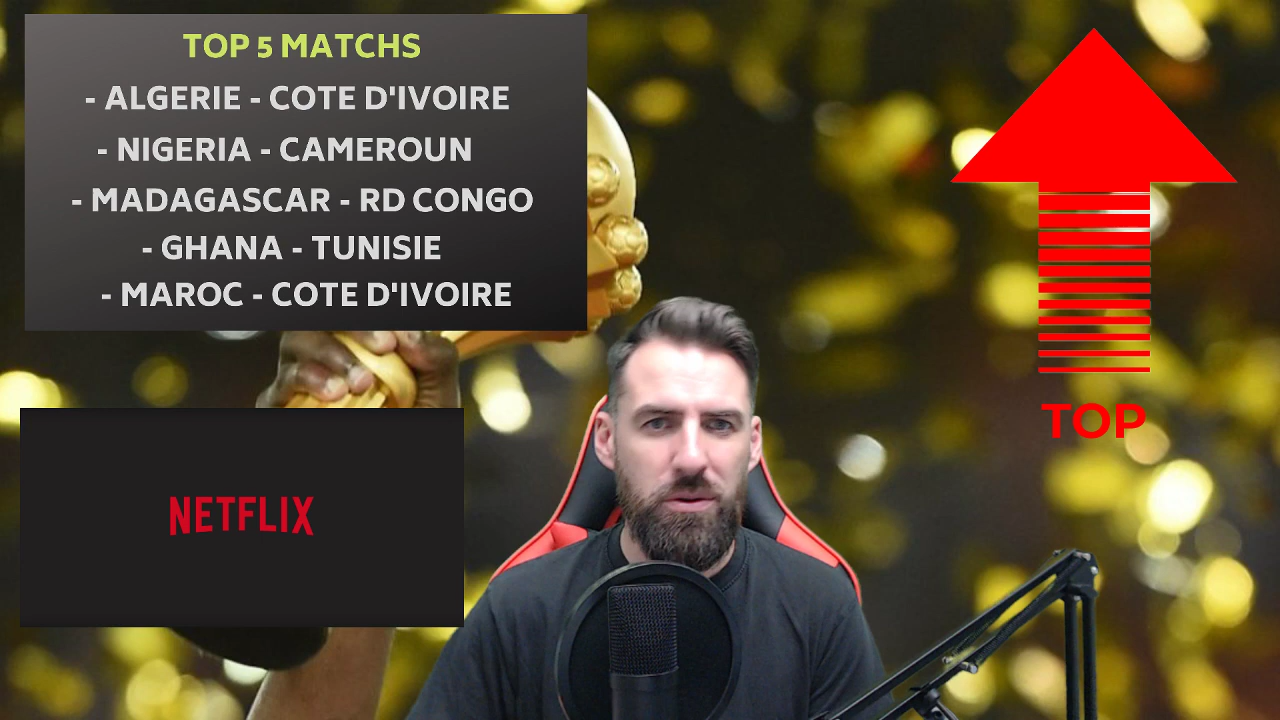 TOP 5 MATCHS
- ALGERIE - COTE D'IVOIRE
- NIGERIA - CAMEROUN
- MADAGASCAR - RD CONGO
- GHANA - TUNISIE
- MAROC - COTE D'IVOIRE
TOP
NETFLIX